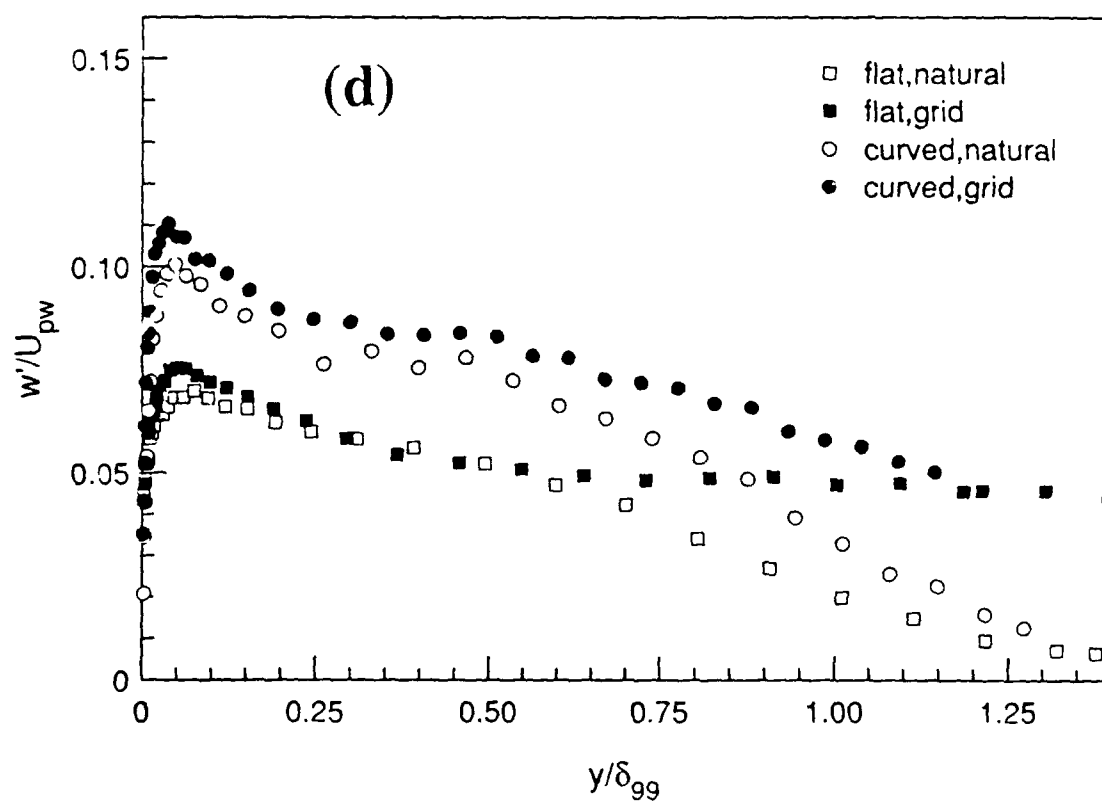 (d)
flat,natural
flat,grid
curved,natural
curved,grid
0.15
0.10
0.05
0
w'/U_pw
0 0.25 0.50 0.75 1.00 1.25
y/δ_99